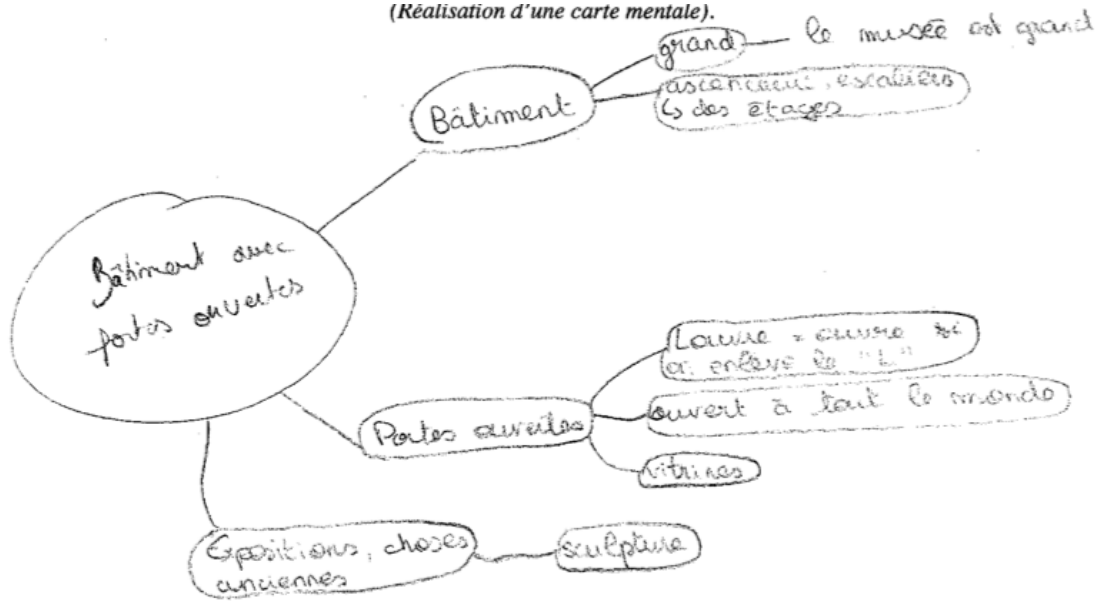 (Réalisation d'une carte mentale).
grand
le musée est grand
Bâtiment
ascenceur, escaliers
↳ des étages
Bâtiment avec
portes ouvertes
Louvre = ouvre si
on enlève le "L"
Portes ouvertes
ouvert à tout le monde
vitrines
Expositions, choses
anciennes
sculpture